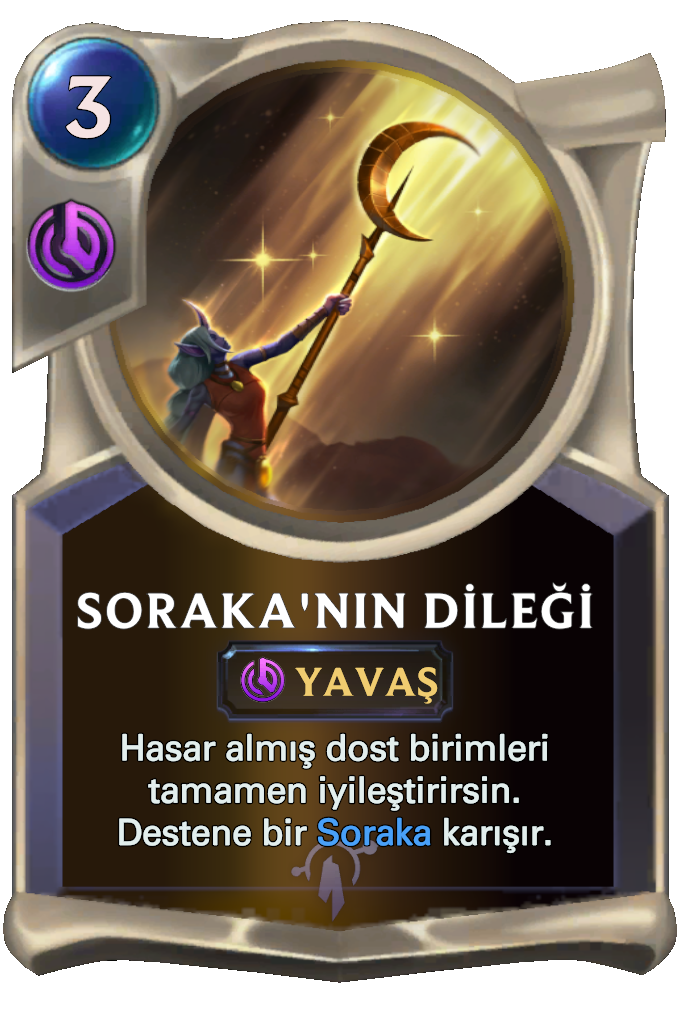 3
SORAKA'NIN DİLEĞİ
YAVAŞ
Hasar almış dost birimleri
tamamen iyileştirirsin.
Destene bir Soraka karışır.